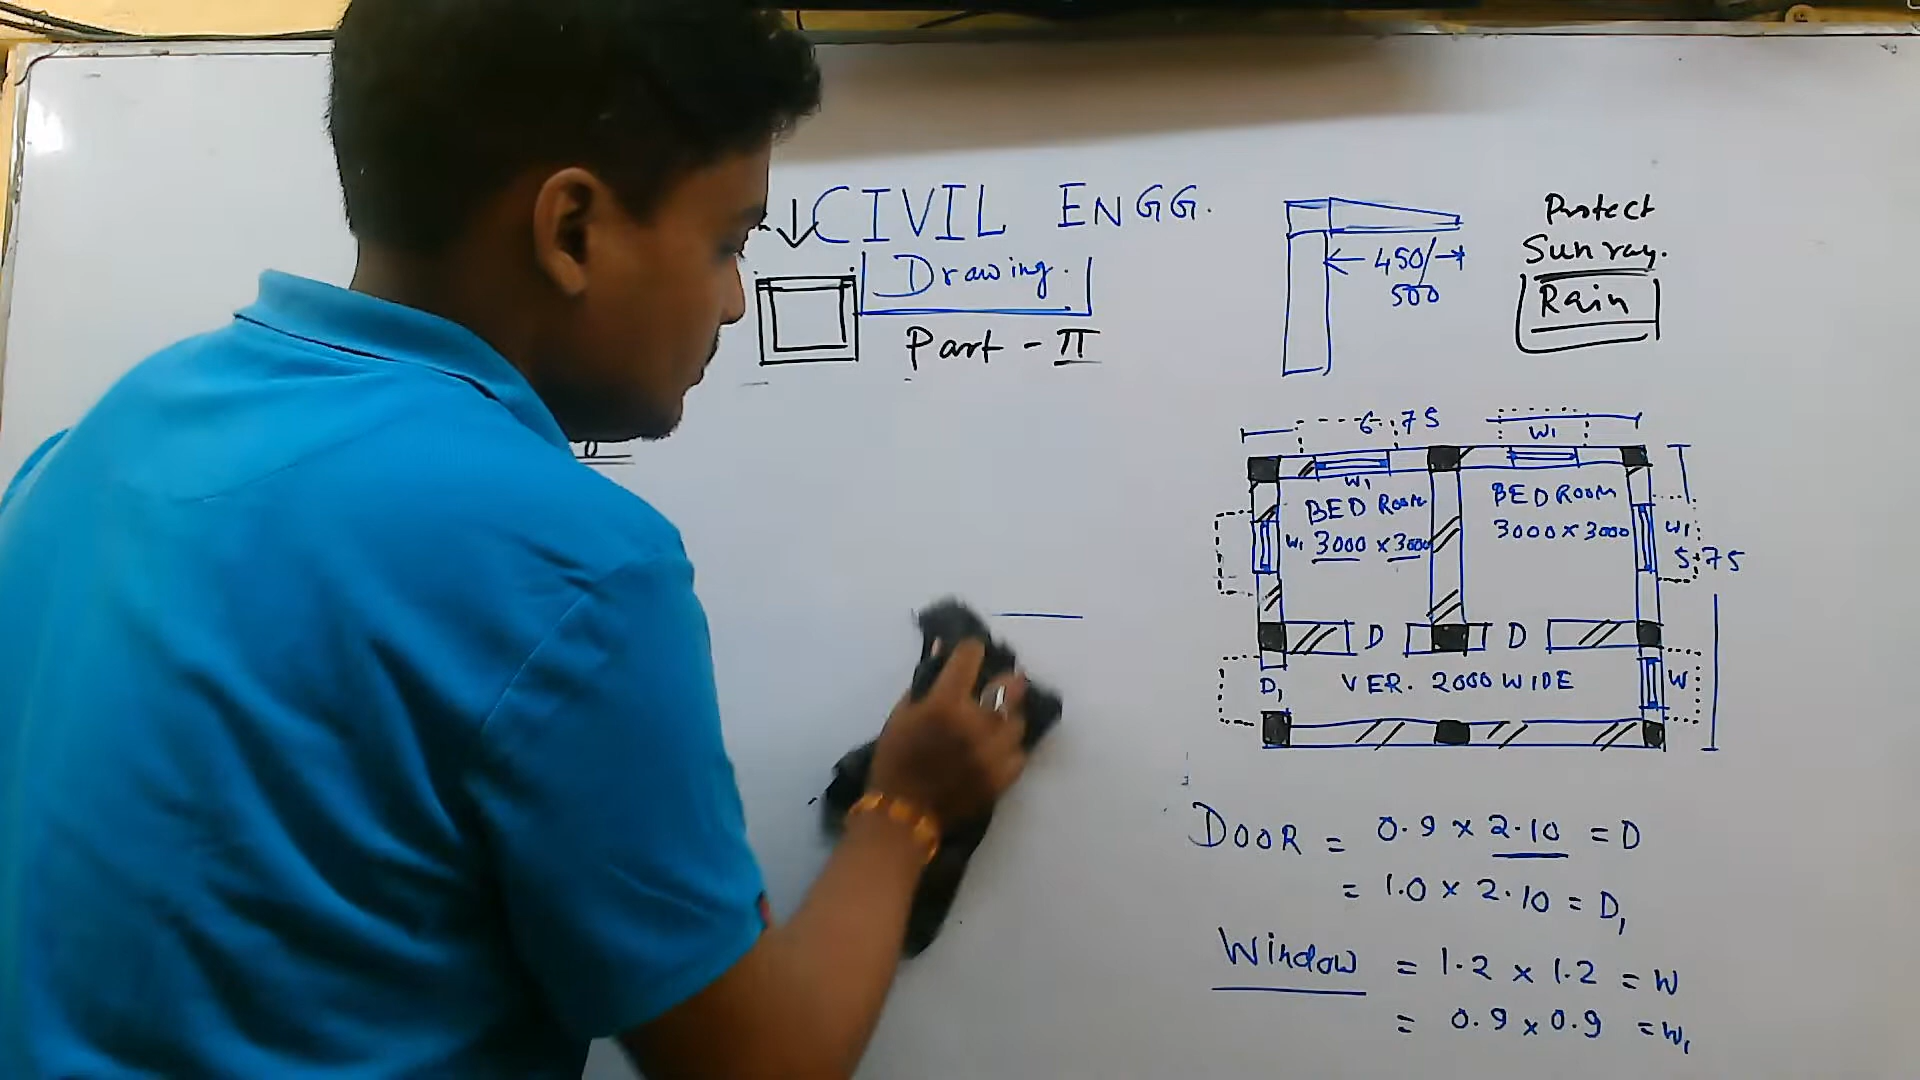 CIVIL ENGG.
Drawing.
Part - II
450/
500
Protect
Sunray.
Rain
6.75
W1
W1
BED ROOM
3000 x 3000
W1
BED ROOM
3000 x 3000
W1
5.75
D
D
D1
VER. 2000 WIDE
W
DOOR = 0.9 x 2.10 = D
= 1.0 x 2.10 = D1
Window = 1.2 x 1.2 = W
= 0.9 x 0.9 = W1